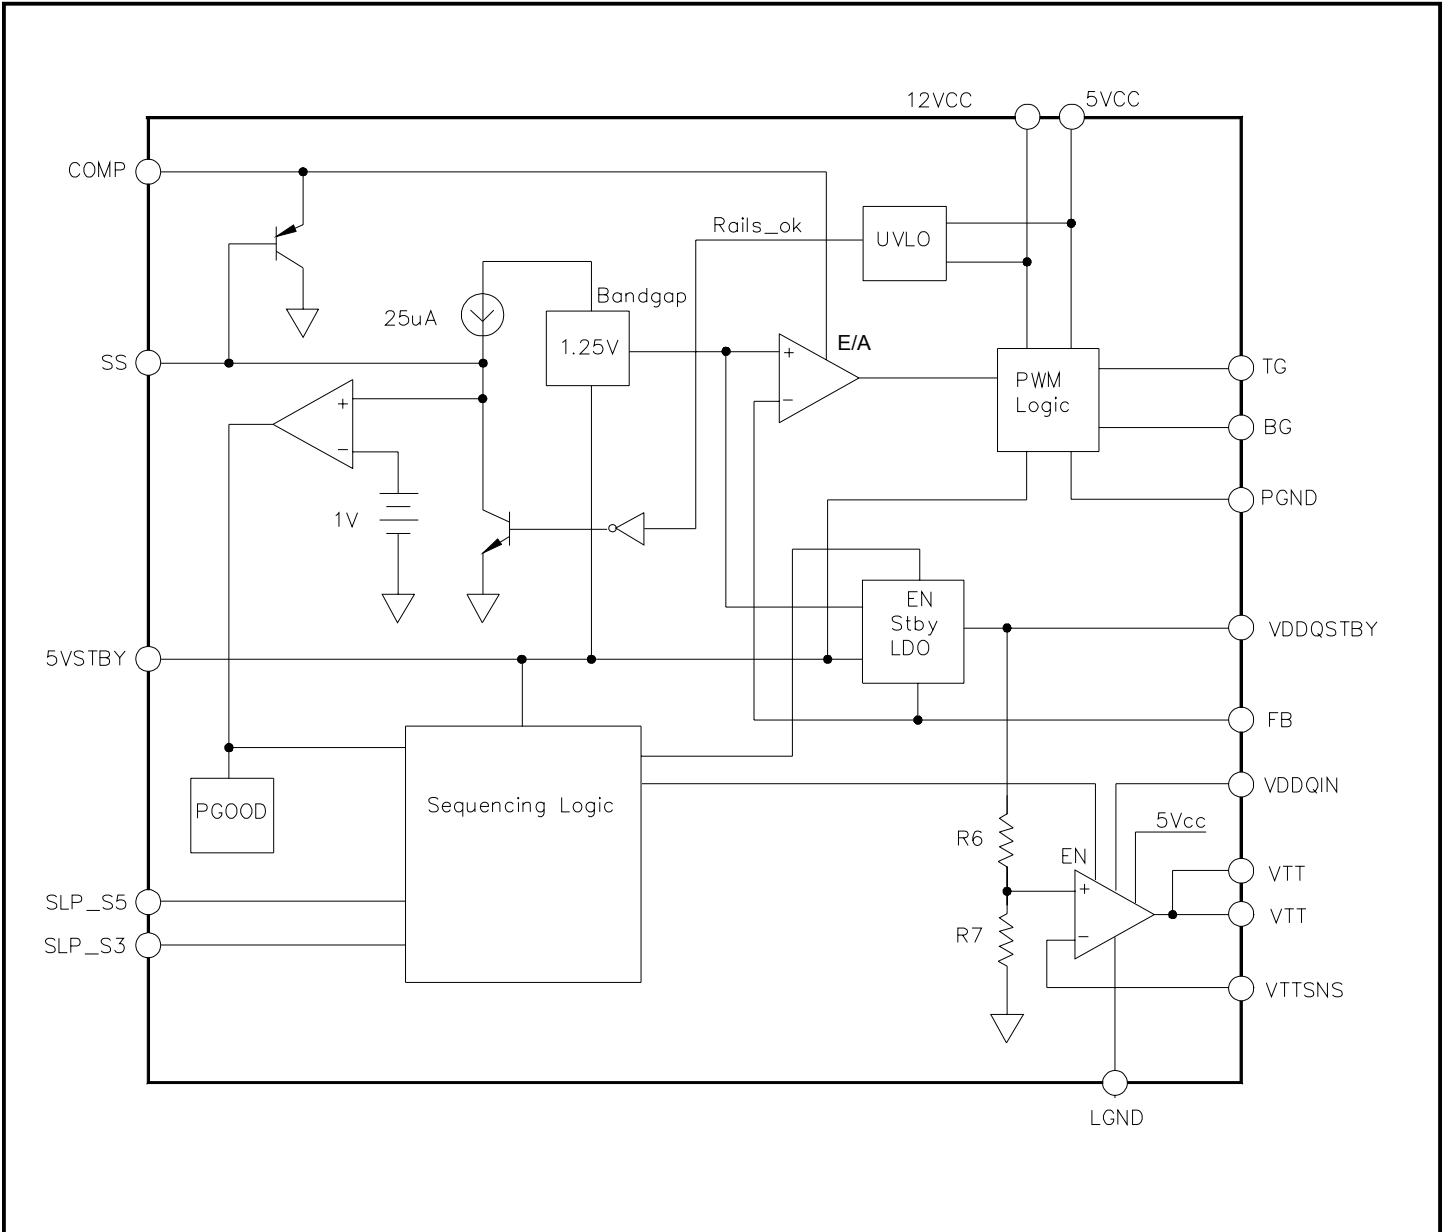 12VCC
5VCC
COMP
Rails_ok
UVLO
Bandgap
25uA
1.25V
+
E/A
−
SS
PWM
Logic
TG
BG
+
−
1V
PGND
EN
Stby
LDO
VDDQSTBY
5VSTBY
FB
VDDQIN
PGOOD
Sequencing Logic
5Vcc
R6
EN
VTT
+
−
SLP_S5
VTT
SLP_S3
R7
VTTSNS
LGND